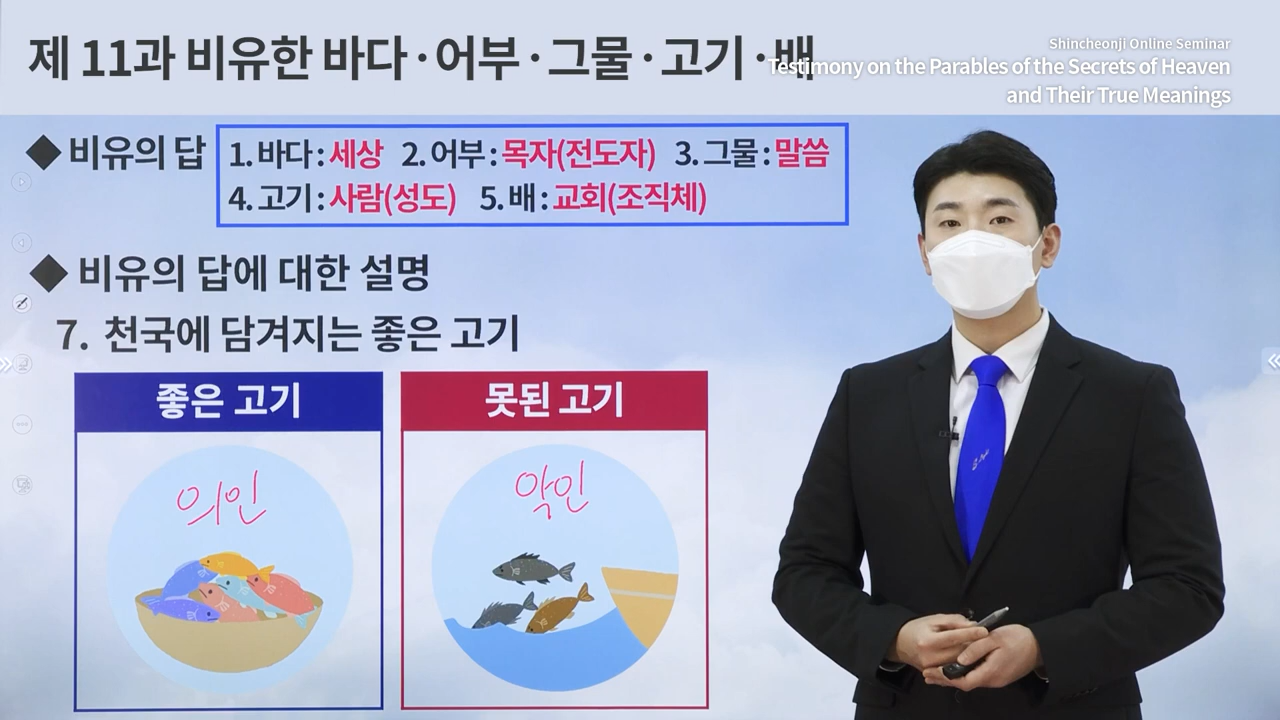 제 11과 비유한 바다·어부·그물·고기·배
Shincheonji Online Seminar
Testimony on the Parables of the Secrets of Heaven
and Their True Meanings
◆ 비유의 답
1. 바다 : 세상 2. 어부 : 목자(전도자) 3. 그물 : 말씀
4. 고기 : 사람(성도) 5. 배 : 교회(조직체)
◆ 비유의 답에 대한 설명
7. 천국에 담겨지는 좋은 고기
좋은 고기
못된 고기
의인
악인